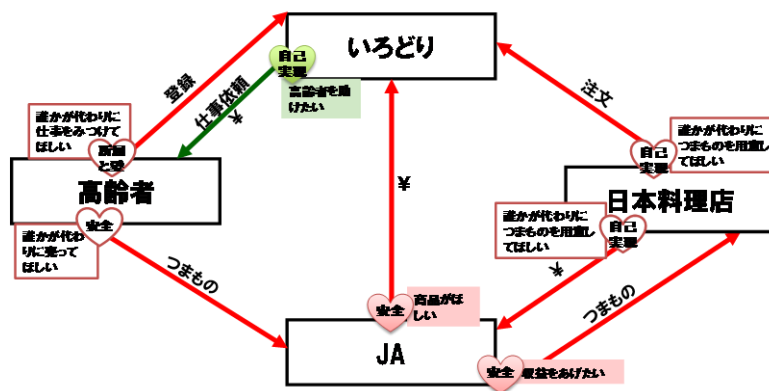 いろどり
自己
実現
高齢者を助
けたい
登録
仕事依頼
¥
注文
誰かが代わりに
仕事をみつけて
ほしい
所属
と愛
高齢者
安全
誰かが代わ
りに売って
ほしい
つまもの
¥
誰かが代わりに
つまものを用意し
てほしい
自己
実現
日本料理店
誰かが代わりに
つまものを用意し
てほしい
自己
実現
¥
つまもの
安全
商品がほ
しい
JA
安全
収益をあげたい